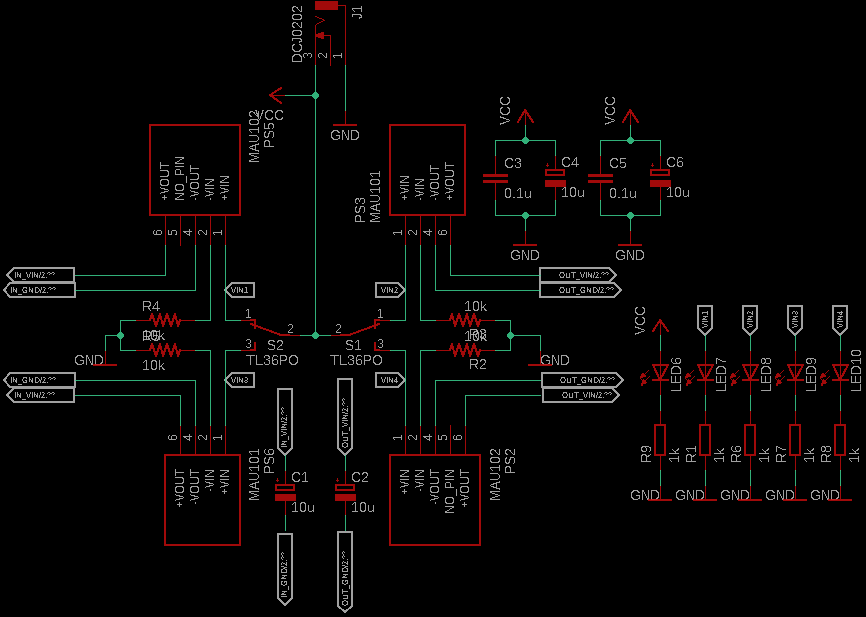 DCJ0202
J1
3
2
1
VCC
GND
MAU102
PS5
+VOUT
NO_PIN
-VOUT
-VIN
+VIN
6
5
4
2
1
PS3
MAU101
+VIN
-VIN
-VOUT
+VOUT
1
2
4
6
VCC
C3
0.1u
C4
10u
GND
VCC
C5
0.1u
C6
10u
GND
IN_VIN/2:??
IN_GND/2:??
VIN1
VIN2
OuT_VIN/2:??
OuT_GND/2:??
R4
10k
GND
1
2
3
S2
TL36PO
2
1
3
S1
TL36PO
10k
R3
10k
R2
GND
IN_GND/2:??
IN_VIN/2:??
VIN3
VIN4
OuT_GND/2:??
OuT_VIN/2:??
6
4
2
1
+VOUT
-VOUT
-VIN
+VIN
MAU101
PS6
IN_VIN/2:??
C1
10u
IN_GND/2:??
OuT_VIN/2:??
C2
10u
OuT_GND/2:??
1
2
4
5
6
+VIN
-VIN
-VOUT
NO_PIN
+VOUT
MAU102
PS2
VCC
VIN1
VIN2
VIN3
VIN4
LED6
LED7
LED8
LED9
LED10
R9
1k
R1
1k
R6
1k
R7
1k
R8
1k
GND
GND
GND
GND
GND